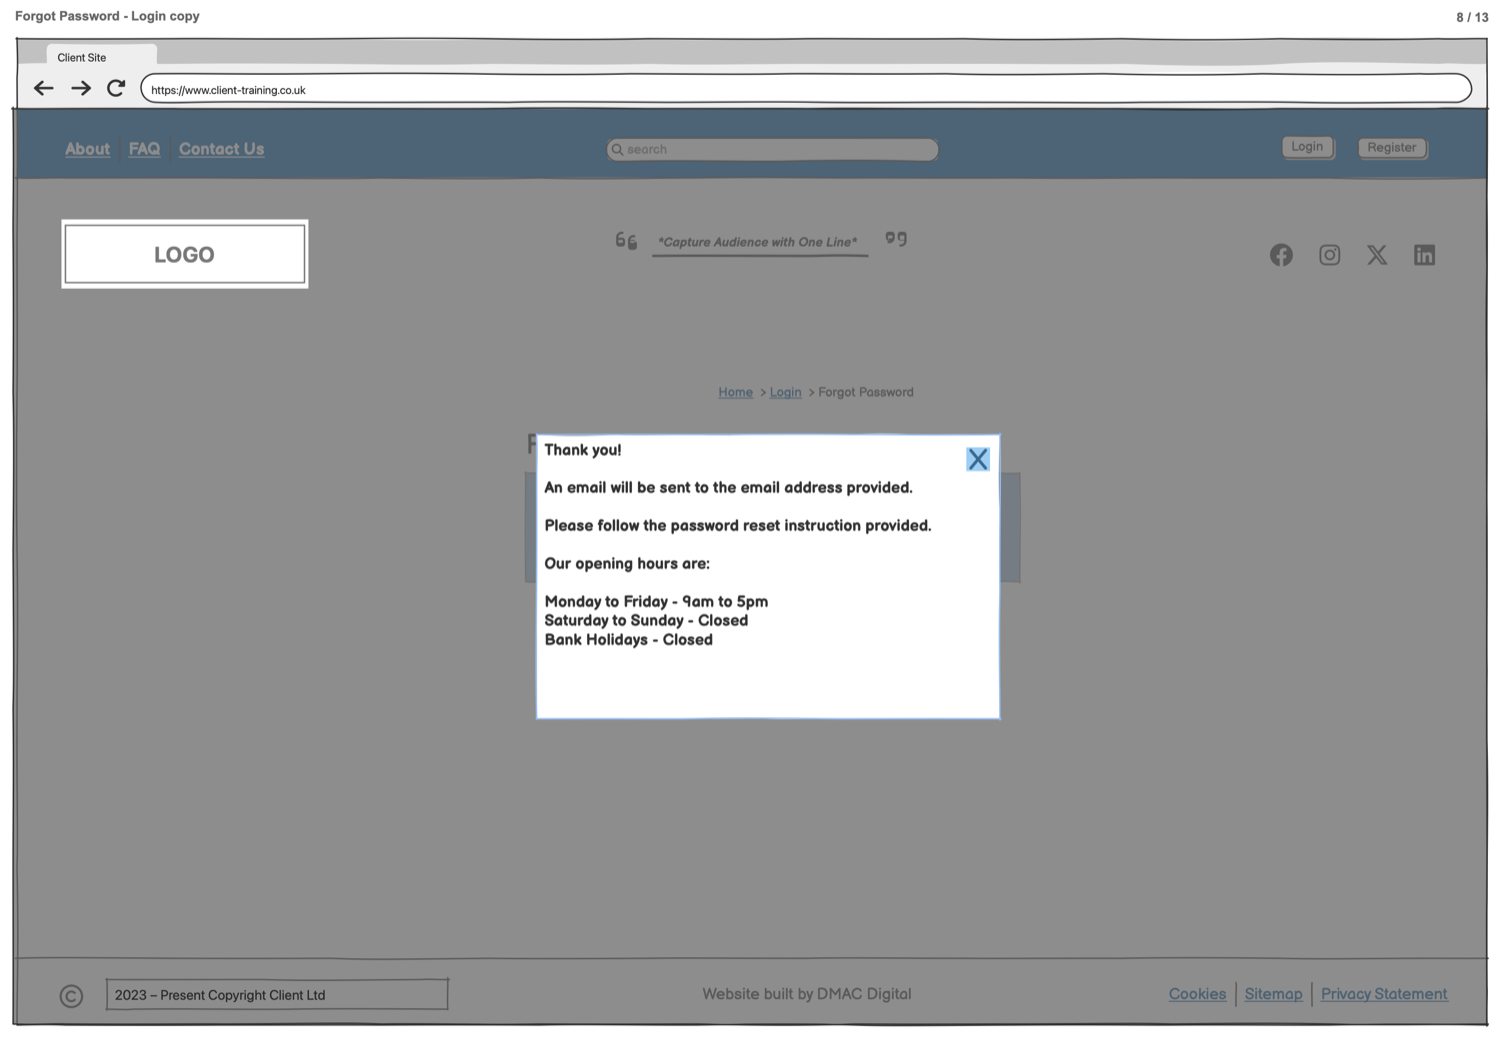 Forgot Password - Login copy
8 / 13
Client Site
https://www.client-training.co.uk
About
FAQ
Contact Us
search
Login
Register
LOGO
*Capture Audience with One Line*
Home > Login > Forgot Password
Thank you!
X
An email will be sent to the email address provided.
Please follow the password reset instruction provided.
Our opening hours are:
Monday to Friday - 9am to 5pm
Saturday to Sunday - Closed
Bank Holidays - Closed
© 2023 – Present Copyright Client Ltd
Website built by DMAC Digital
Cookies
Sitemap
Privacy Statement